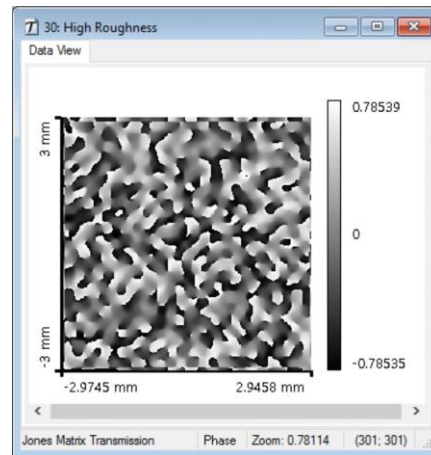 30: High Roughness
Data View
3 mm
-3 mm
-2.9745 mm
2.9458 mm
0.78539
0
-0.78535
Jones Matrix Transmission
Phase
Zoom: 0.78114
(301; 301)